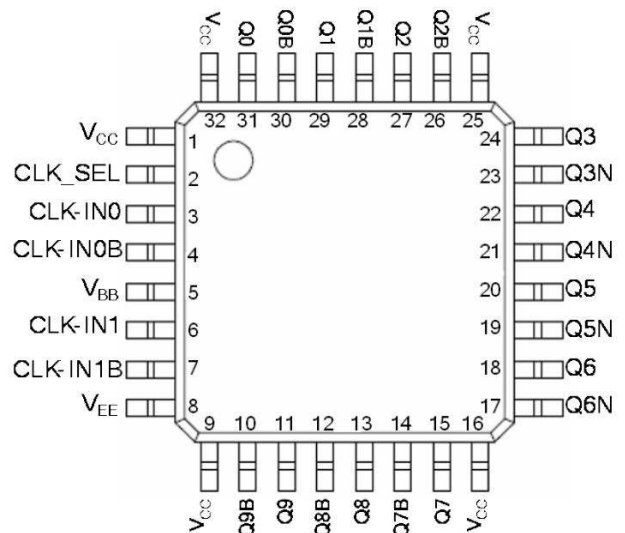 VCC Q0 Q0B Q1 Q1B Q2 Q2B VCC
32 31 30 29 28 27 26 25
VCC 1 24 Q3
CLK_SEL 2 23 Q3N
CLK-IN0 3 22 Q4
CLK-IN0B 4 21 Q4N
VBB 5 20 Q5
CLK-IN1 6 19 Q5N
CLK-IN1B 7 18 Q6
VEE 8 17 Q6N
9 10 11 12 13 14 15 16
VCC Q9B Q9 Q8B Q8 Q7B Q7 VCC